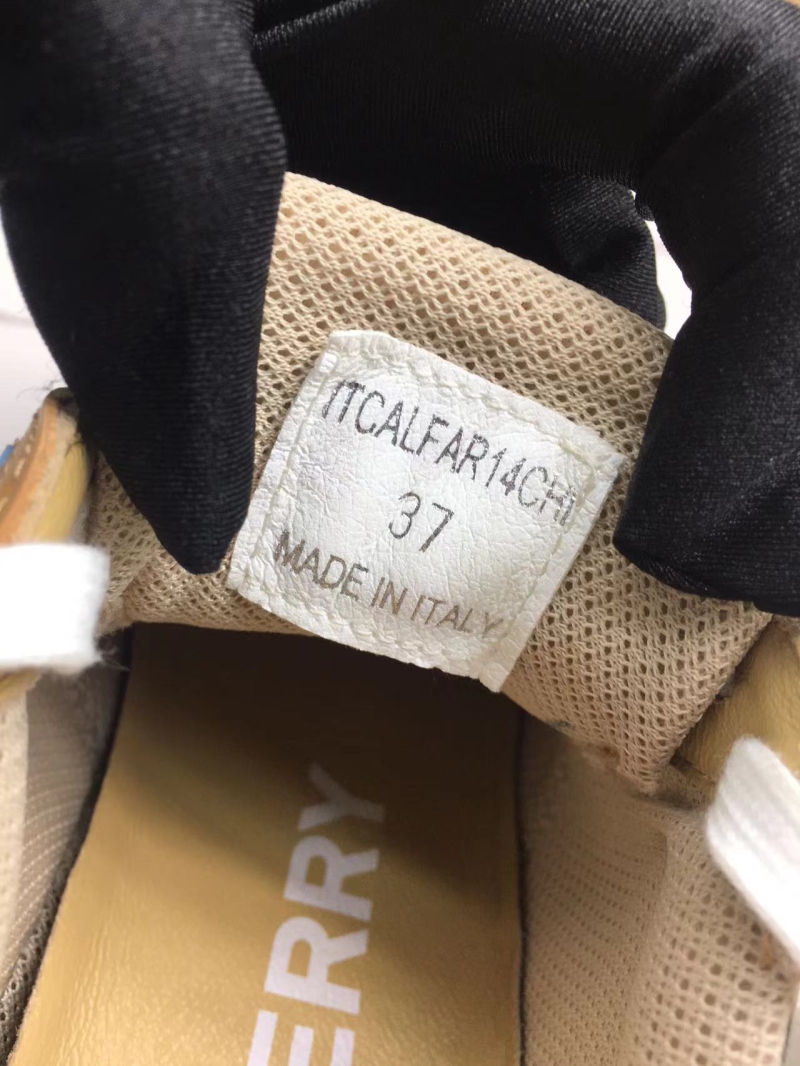 ITCALFAR14CHI
37
MADE IN ITALY
ERRY